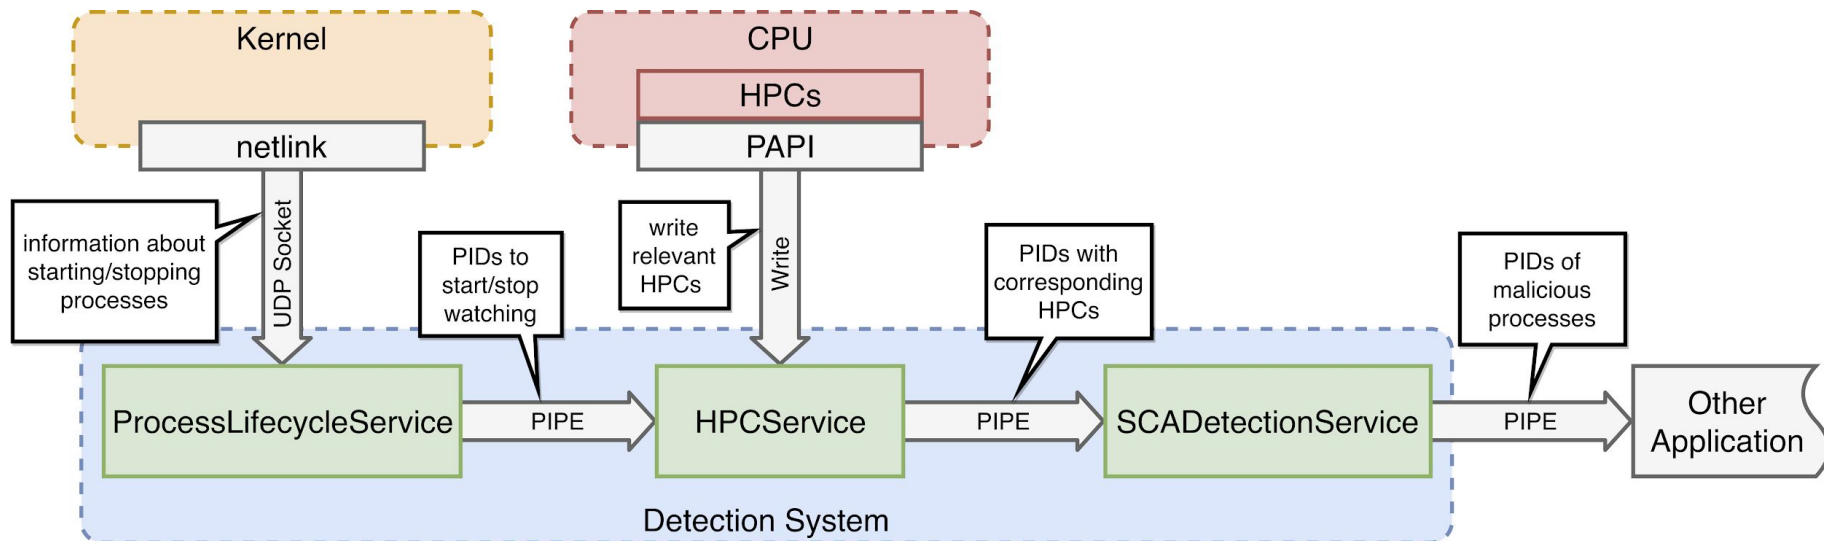 Kernel
CPU
HPCs
netlink
PAPI
information about
starting/stopping
processes
UDP Socket
PIDs to
start/stop
watching
write
relevant
HPCs
Write
PIDs with
corresponding
HPCs
PIDs of
malicious
processes
ProcessLifecycleService
PIPE
HPCService
PIPE
SCADetectionService
PIPE
Other
Application
Detection System